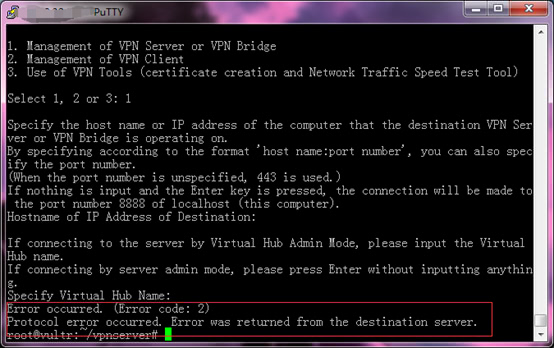 PuTTY
1. Management of VPN Server or VPN Bridge
2. Management of VPN Client
3. Use of VPN Tools (certificate creation and Network Traffic Speed Test Tool)
Select 1, 2 or 3: 1
Specify the host name or IP address of the computer that the destination VPN Ser
ver or VPN Bridge is operating on.
By specifying according to the format 'host name:port number', you can also spec
ify the port number.
(When the port number is unspecified, 443 is used.)
If nothing is input and the Enter key is pressed, the connection will be made to
the port number 8888 of localhost (this computer).
Hostname of IP Address of Destination:
If connecting to the server by Virtual Hub Admin Mode, please input the Virtual
Hub name.
If connecting by server admin mode, please press Enter without inputting anythin
g.
Specify Virtual Hub Name:
Error occurred. (Error code: 2)
Protocol error occurred. Error was returned from the destination server.
root@vultr:~/vpnserver#